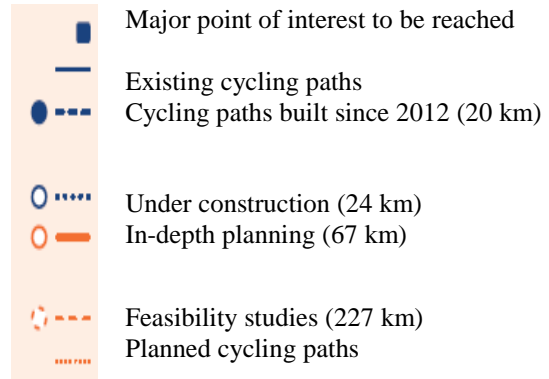 Major point of interest to be reached
Existing cycling paths
Cycling paths built since 2012 (20 km)
Under construction (24 km)
In-depth planning (67 km)
Feasibility studies (227 km)
Planned cycling paths